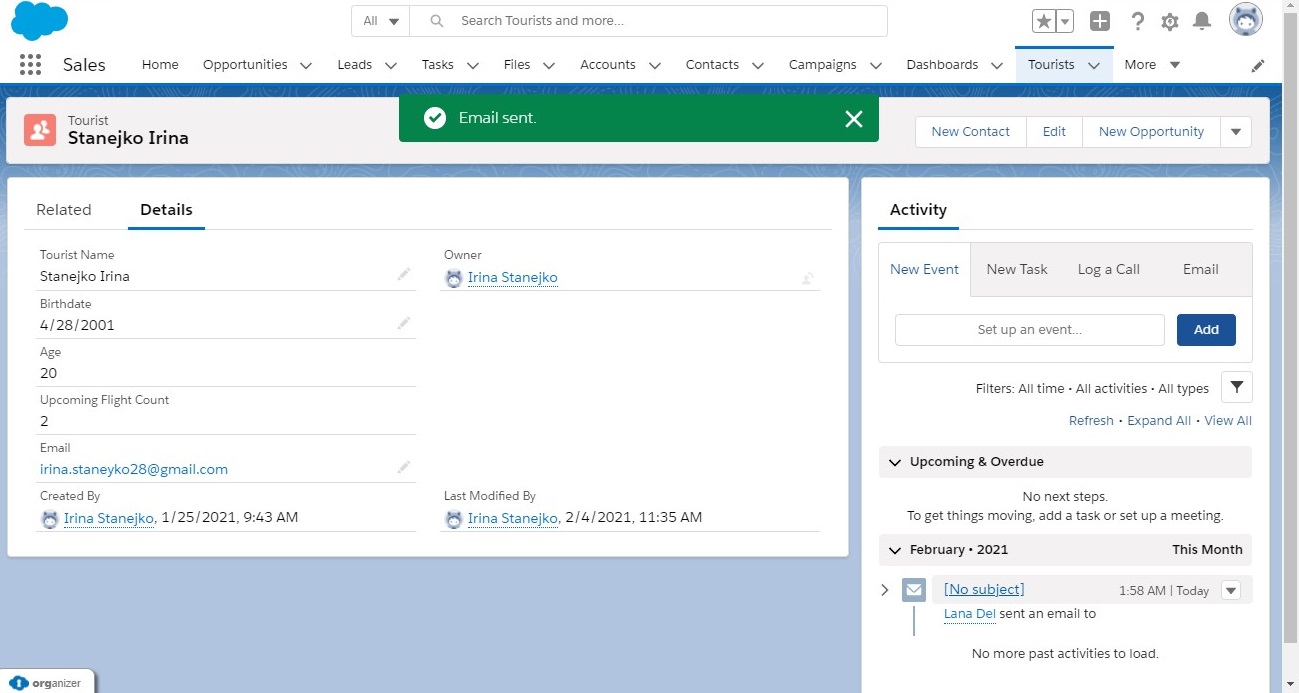 All
Search Tourists and more...
Sales
Home
Opportunities
Leads
Tasks
Files
Accounts
Contacts
Campaigns
Dashboards
Tourists
More
Tourist
Stanejko Irina
Email sent.
New Contact
Edit
New Opportunity
Related
Details
Tourist Name
Stanejko Irina
Owner
Irina Stanejko
Birthdate
4/28/2001
Age
20
Upcoming Flight Count
2
Email
irina.staneyko28@gmail.com
Created By
Irina Stanejko, 1/25/2021, 9:43 AM
Last Modified By
Irina Stanejko, 2/4/2021, 11:35 AM
Activity
New Event
New Task
Log a Call
Email
Set up an event...
Add
Filters: All time • All activities • All types
Refresh • Expand All • View All
Upcoming & Overdue
No next steps.
To get things moving, add a task or set up a meeting.
February • 2021
This Month
[No subject]
1:58 AM | Today
Lana Del sent an email to
No more past activities to load.
organizer